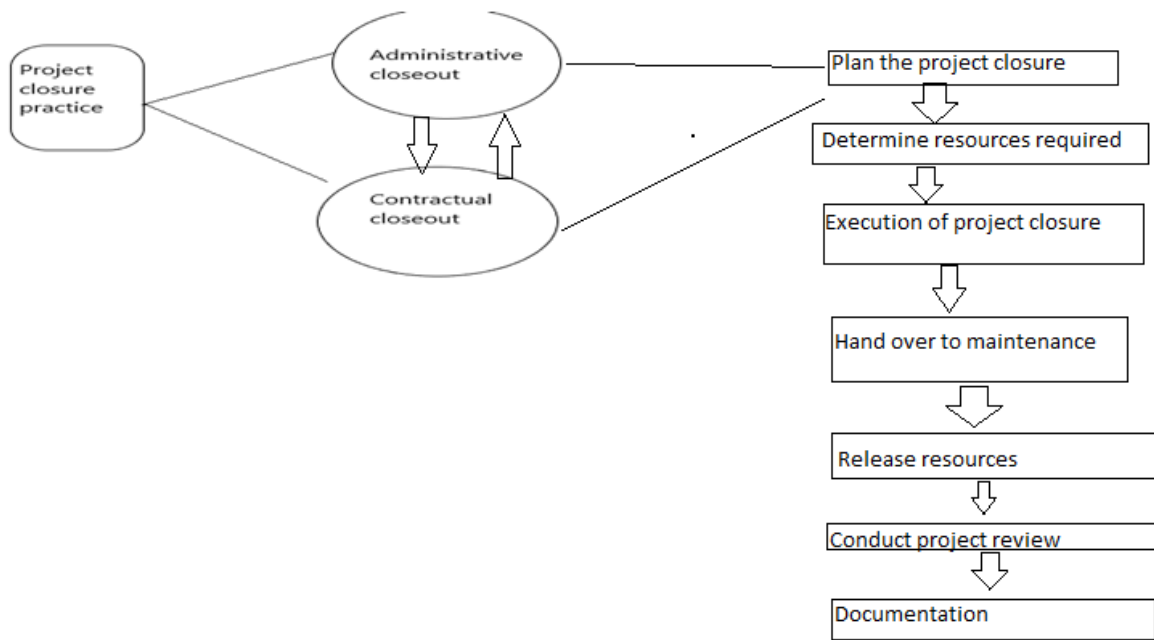 Project
closure
practice
Administrative
closeout
Contractual
closeout
Plan the project closure
Determine resources required
Execution of project closure
Hand over to maintenance
Release resources
Conduct project review
Documentation